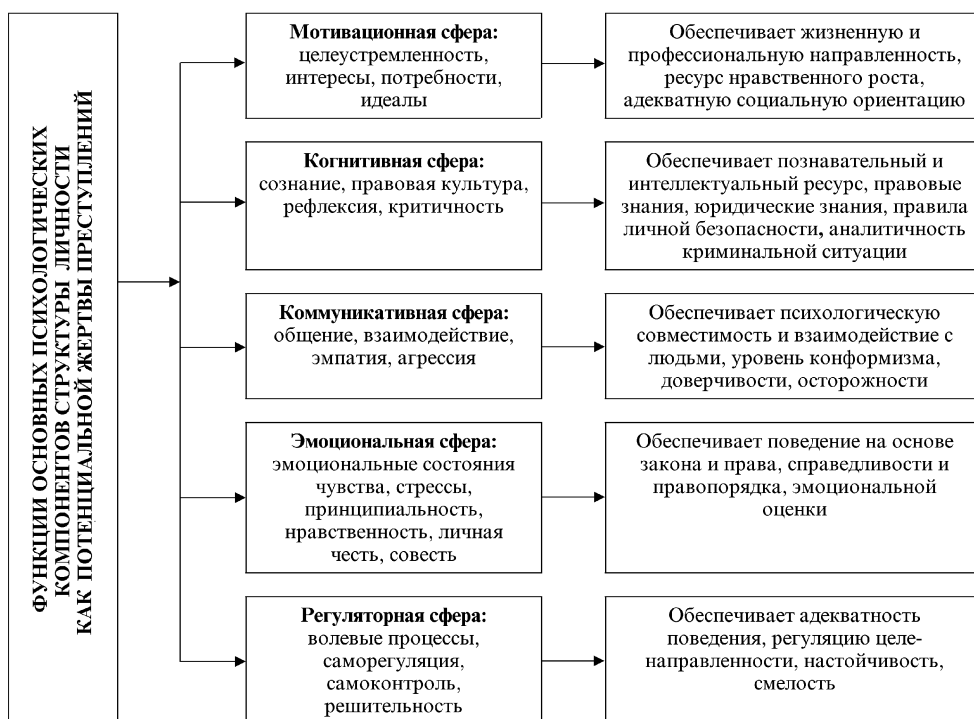 ФУНКЦИИ ОСНОВНЫХ ПСИХОЛОГИЧЕСКИХ
КОМПОНЕНТОВ СТРУКТУРЫ ЛИЧНОСТИ
КАК ПОТЕНЦИАЛЬНОЙ ЖЕРТВЫ ПРЕСТУПЛЕНИЙ
Мотивационная сфера:
целеустремленность,
интересы, потребности,
идеалы
Обеспечивает жизненную и
профессиональную направленность,
ресурс нравственного роста,
адекватную социальную ориентацию
Когнитивная сфера:
сознание, правовая культура,
рефлексия, критичность
Обеспечивает познавательный и
интеллектуальный ресурс, правовые
знания, юридические знания, правила
личной безопасности, аналитичность
криминальной ситуации
Коммуникативная сфера:
общение, взаимодействие,
эмпатия, агрессия
Обеспечивает психологическую
совместимость и взаимодействие с
людьми, уровень конформизма,
доверчивости, осторожности
Эмоциональная сфера:
эмоциональные состояния
чувства, стрессы,
принципиальность,
нравственность, личная
честь, совесть
Обеспечивает поведение на основе
закона и права, справедливости и
правопорядка, эмоциональной
оценки
Регуляторная сфера:
волевые процессы,
саморегуляция,
самоконтроль,
решительность
Обеспечивает адекватность
поведения, регуляцию целе-
направленности, настойчивость,
смелость